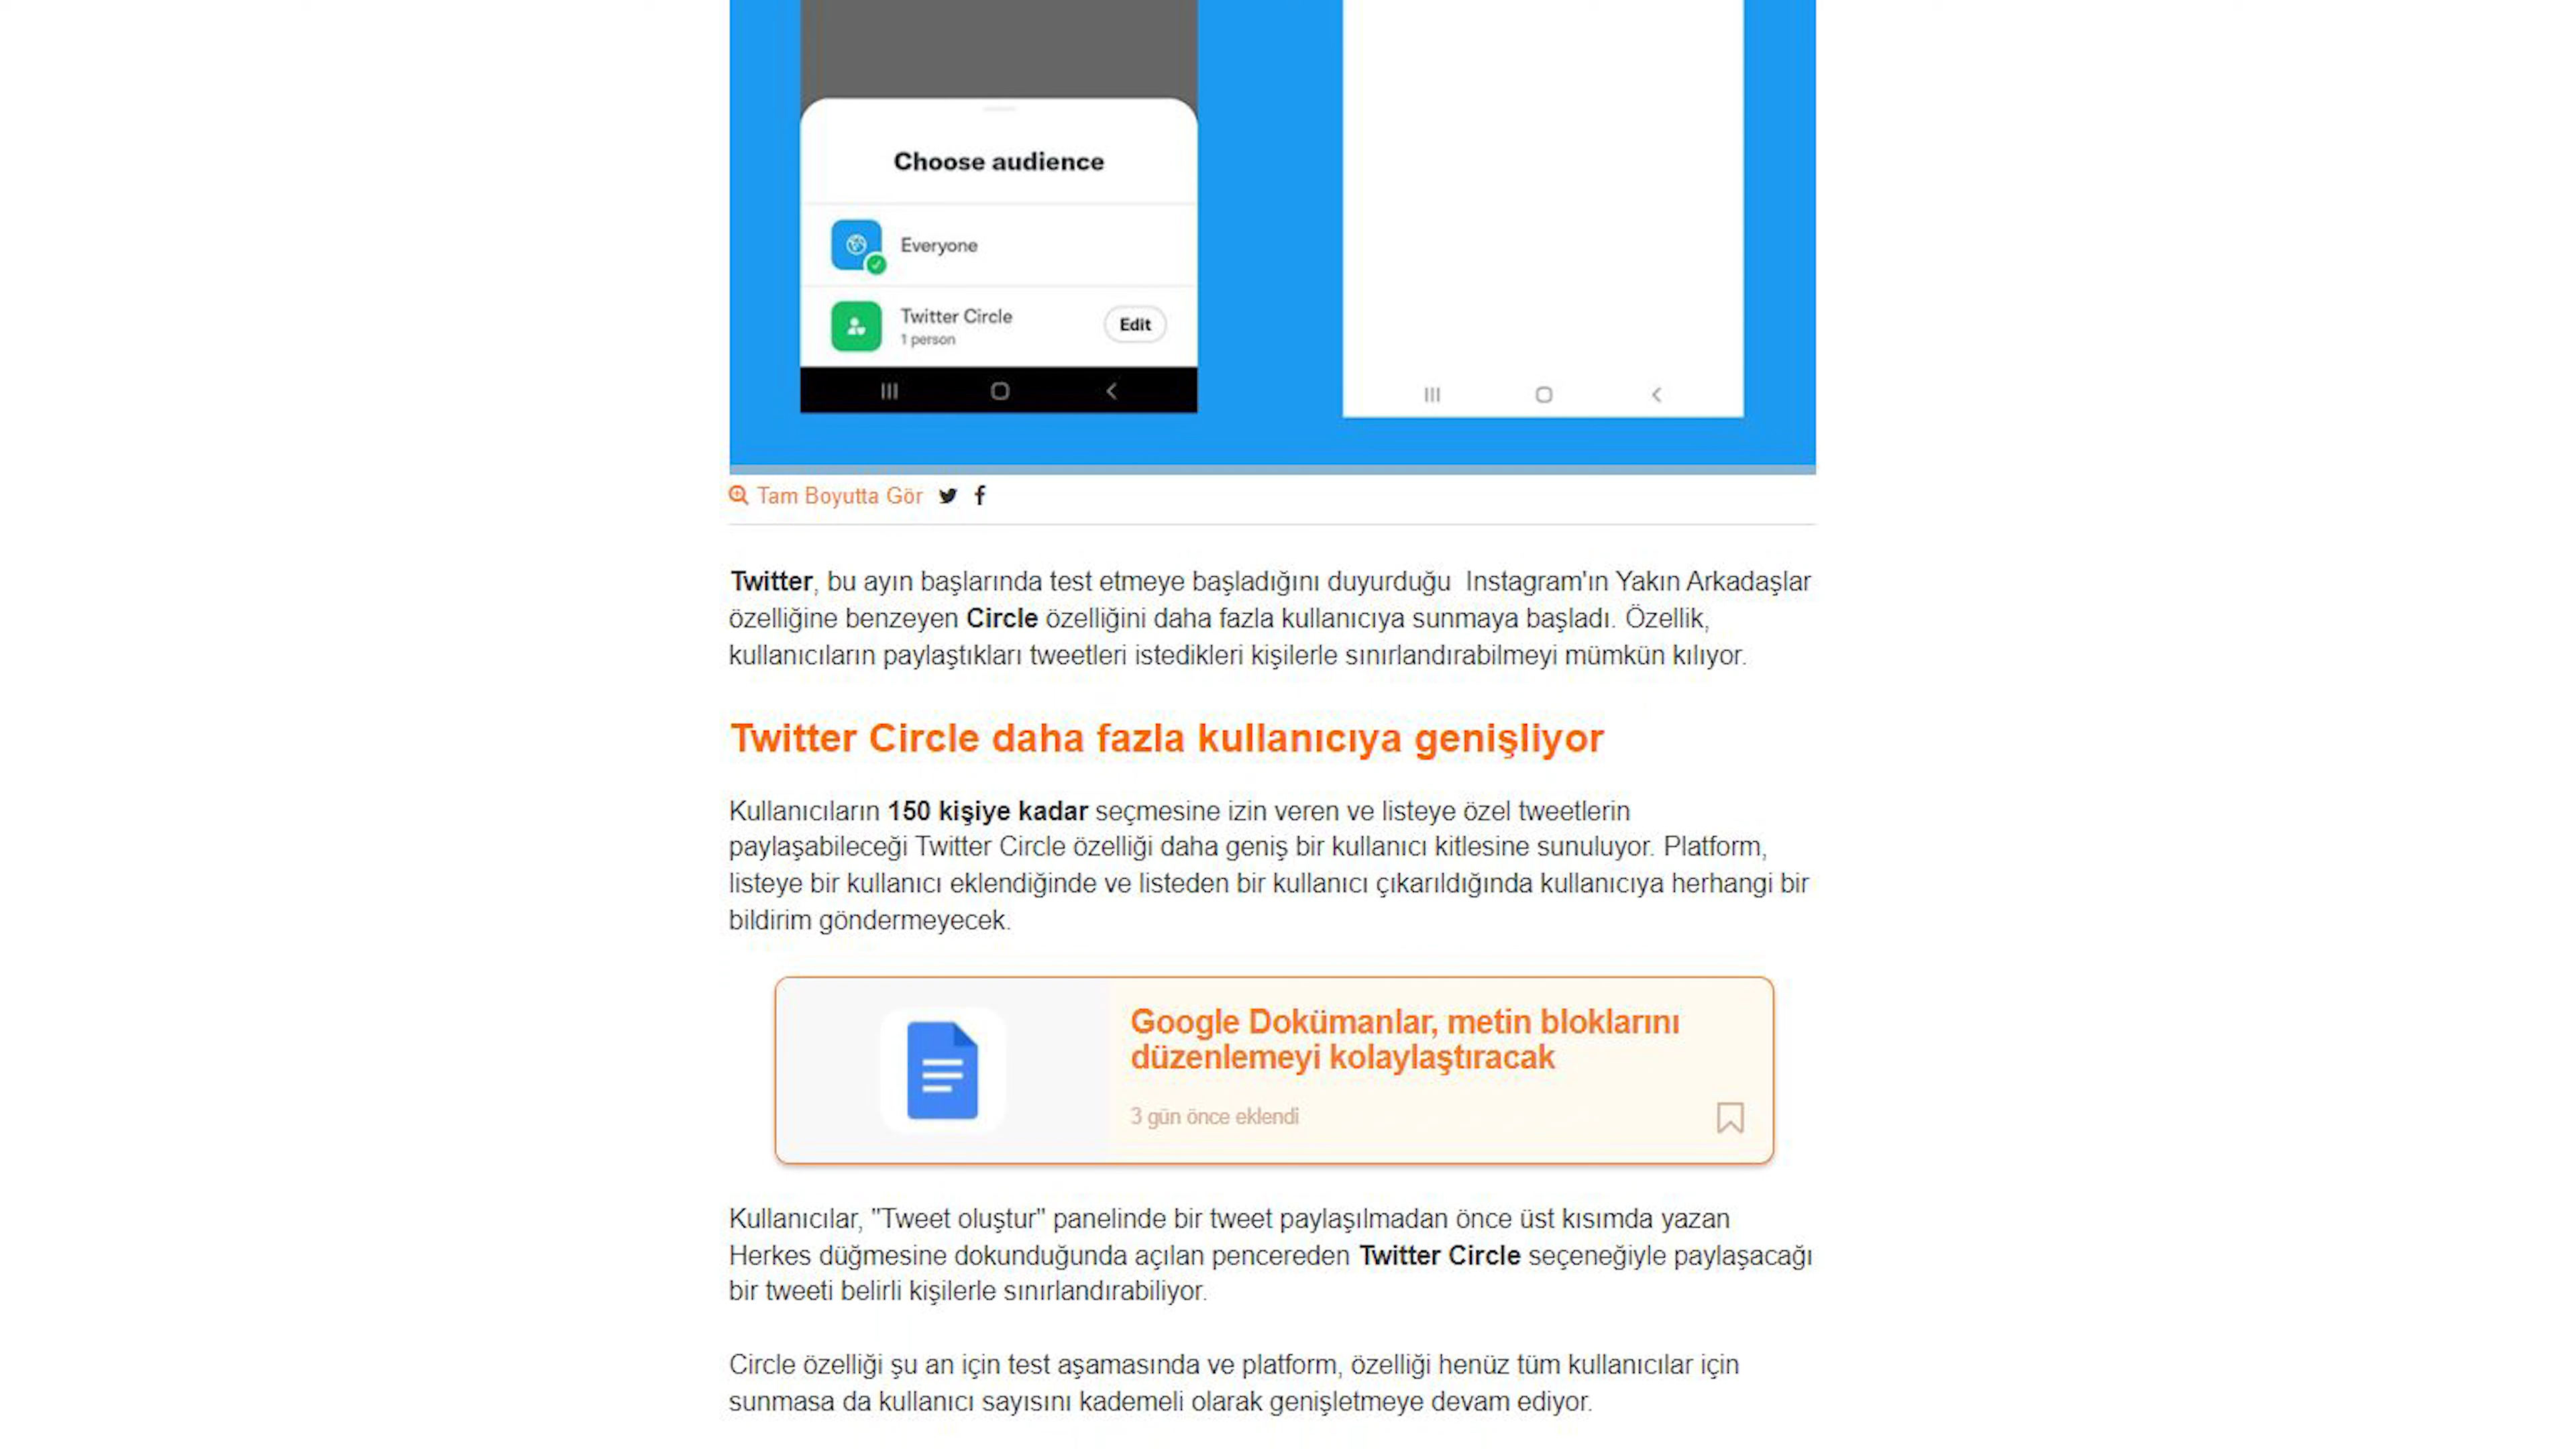 Choose audience
Everyone
Twitter Circle
1 person
Edit
Tam Boyutta Gör
Twitter, bu ayın başlarında test etmeye başladığını duyurduğu  Instagram'ın Yakın Arkadaşlar
özelliğine benzeyen Circle özelliğini daha fazla kullanıcıya sunmaya başladı. Özellik,
kullanıcıların paylaştıkları tweetleri istedikleri kişilerle sınırlandırabilmeyi mümkün kılıyor.
Twitter Circle daha fazla kullanıcıya genişliyor
Kullanıcıların 150 kişiye kadar seçmesine izin veren ve listeye özel tweetlerin
paylaşabileceği Twitter Circle özelliği daha geniş bir kullanıcı kitlesine sunuluyor. Platform,
listeye bir kullanıcı eklendiğinde ve listeden bir kullanıcı çıkarıldığında kullanıcıya herhangi bir
bildirim göndermeyecek.
Google Dokümanlar, metin bloklarını
düzenlemeyi kolaylaştıracak
3 gün önce eklendi
Kullanıcılar, "Tweet oluştur" panelinde bir tweet paylaşılmadan önce üst kısımda yazan
Herkes düğmesine dokunduğunda açılan pencereden Twitter Circle seçeneğiyle paylaşacağı
bir tweeti belirli kişilerle sınırlandırabiliyor.
Circle özelliği şu an için test aşamasında ve platform, özelliği henüz tüm kullanıcılar için
sunmasa da kullanıcı sayısını kademeli olarak genişletmeye devam ediyor.